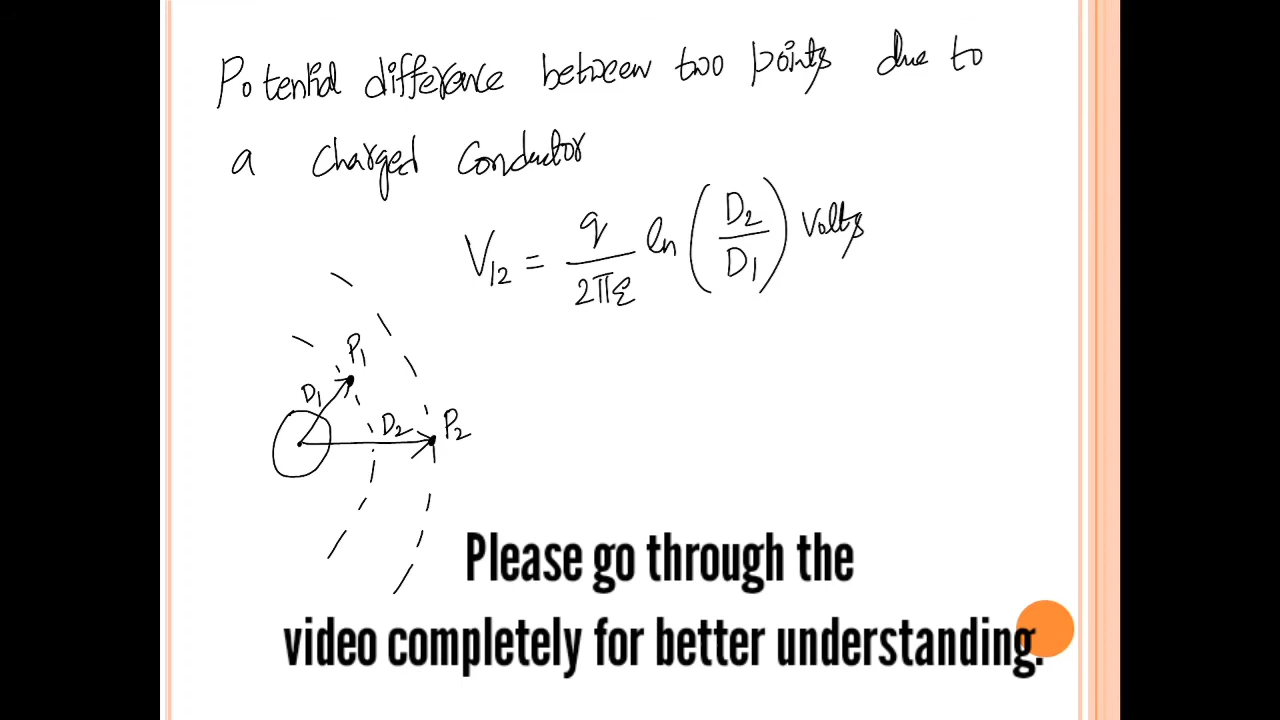 Potential difference between two points due to
a charged conductor
V₁₂ = q/2πε ln (D₂/D₁) Volts
P₁
D₁
D₂ P₂
Please go through the
video completely for better understanding.